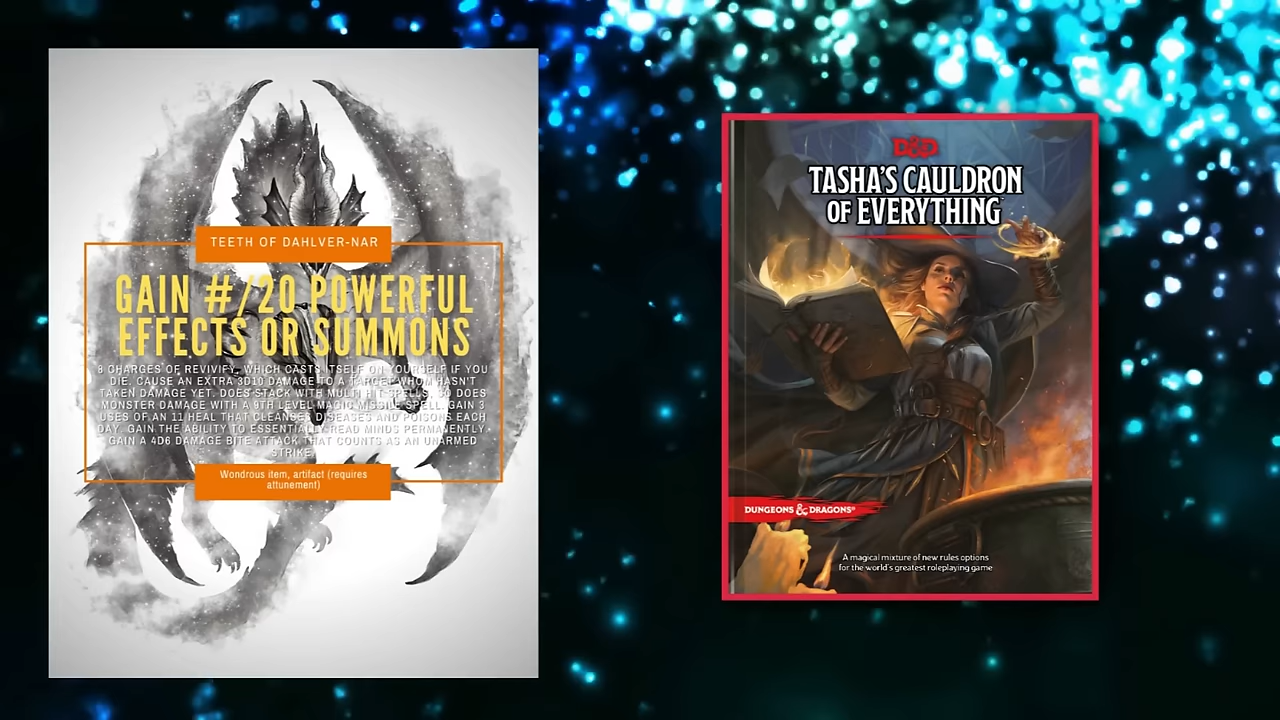 TEETH OF DAHLVER-NAR
GAIN #/20 POWERFUL
EFFECTS OR SUMMONS
8 CHARGES OF REVIVIFY, WHICH CASTS ITSELF ON YOURSELF IF YOU
DIE. CAUSE AN EXTRA 3D10 DAMAGE TO A TARGET WHOM HASN'T
TAKEN DAMAGE YET. DOES STACK WITH MULTI HIT SPELLS, SO DOES
MONSTER DAMAGE WITH A 9TH LEVEL MAGIC MISSILE SPELL. GAIN 3
USES OF AN 11 HEAL THAT CLEANSES DISEASES AND POISONS EACH
DAY. GAIN THE ABILITY TO ESSENTIALLY READ MINDS PERMANENTLY.
GAIN A 4D6 DAMAGE BITE ATTACK THAT COUNTS AS AN UNARMED
STRIKE.
Wondrous item, artifact (requires
attunement)
D&D
TASHA'S CAULDRON
OF EVERYTHING
DUNGEONS & DRAGONS®
A magical mixture of new rules options
for the world's greatest roleplaying game